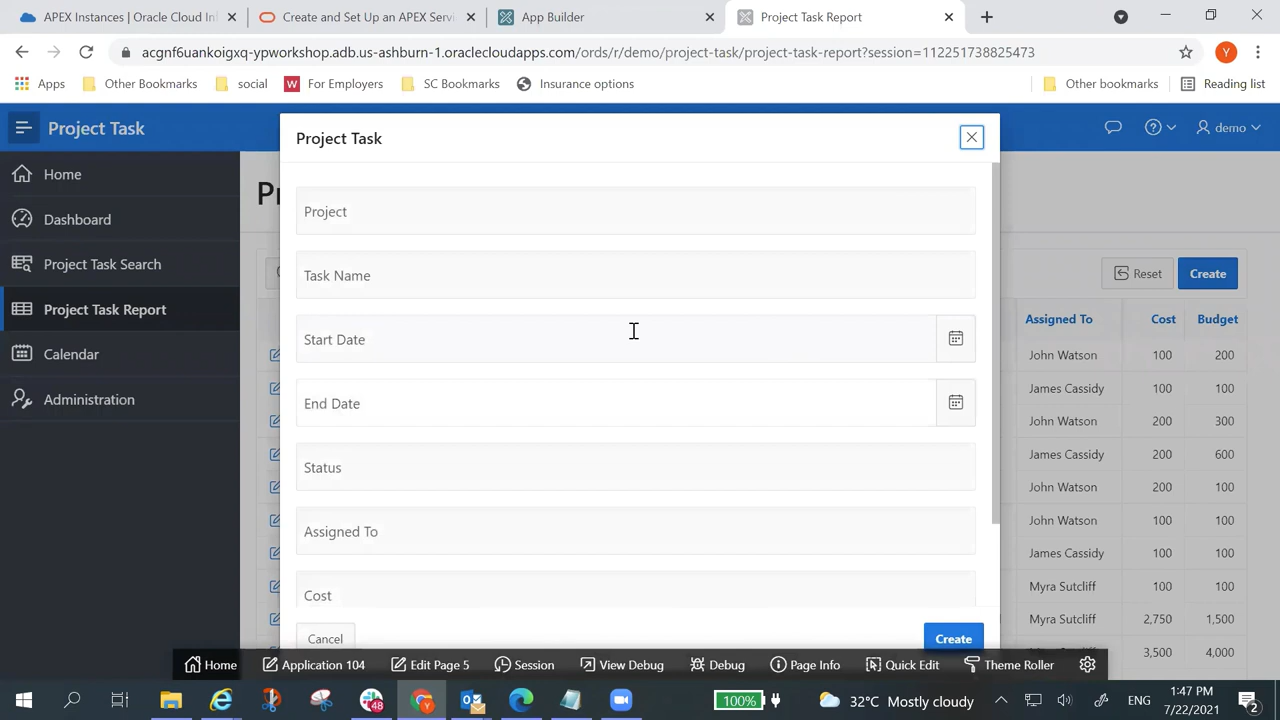 APEX Instances | Oracle Cloud Inf
Create and Set Up an APEX Servi
App Builder
Project Task Report
acgnf6uankoigxq-ypworkshop.adb.us-ashburn-1.oraclecloudapps.com/ords/r/demo/project-task/project-task-report?session=112251738825473
Y
Apps
Other Bookmarks
social
W For Employers
SC Bookmarks
Insurance options
Other bookmarks
Reading list
Project Task
demo
Home
Dashboard
Project Task Search
Project Task Report
Calendar
Administration
Pr
Project Task
Project
Task Name
Start Date
End Date
Status
Assigned To
Cost
Cancel
Create
Reset
Create
Assigned To Cost Budget
John Watson 100 200
James Cassidy 100 100
John Watson 200 300
James Cassidy 200 600
John Watson 200 100
John Watson 100 100
James Cassidy 100 100
Myra Sutcliff 100 100
Myra Sutcliff 2,750 1,500
3,500 4,000
Home
Application 104
Edit Page 5
Session
View Debug
Debug
Page Info
Quick Edit
Theme Roller
48
Y
100%
32°C Mostly cloudy
ENG
1:47 PM
7/22/2021
2